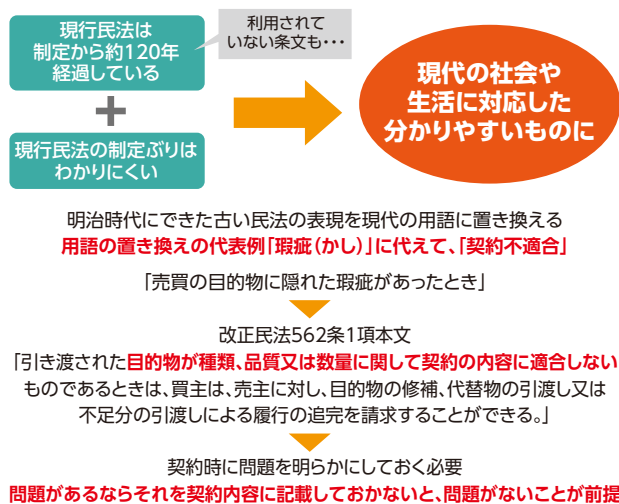 現行民法は
制定から約120年
経過している
利用されて
いない条文も・・・
+
現行民法の制定ぶりは
わかりにくい
現代の社会や
生活に対応した
分かりやすいものに
明治時代にできた古い民法の表現を現代の用語に置き換える
用語の置き換えの代表例「瑕疵(かし)」に代えて、「契約不適合」
「売買の目的物に隠れた瑕疵があったとき」
改正民法562条1項本文
「引き渡された目的物が種類、品質又は数量に関して契約の内容に適合しない
ものであるときは、買主は、売主に対し、目的物の修補、代替物の引渡し又は
不足分の引渡しによる履行の追完を請求することができる。」
契約時に問題を明らかにしておく必要
問題があるならそれを契約内容に記載しておかないと、問題がないことが前提